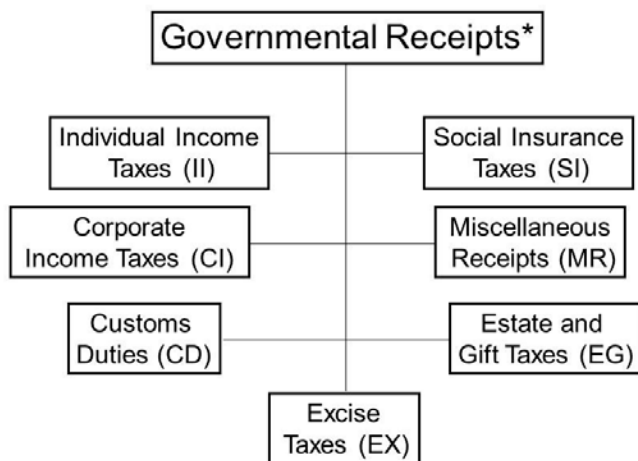 Governmental Receipts*
Individual Income
Taxes (II)
Social Insurance
Taxes (SI)
Corporate
Income Taxes (CI)
Miscellaneous
Receipts (MR)
Customs
Duties (CD)
Estate and
Gift Taxes (EG)
Excise
Taxes (EX)